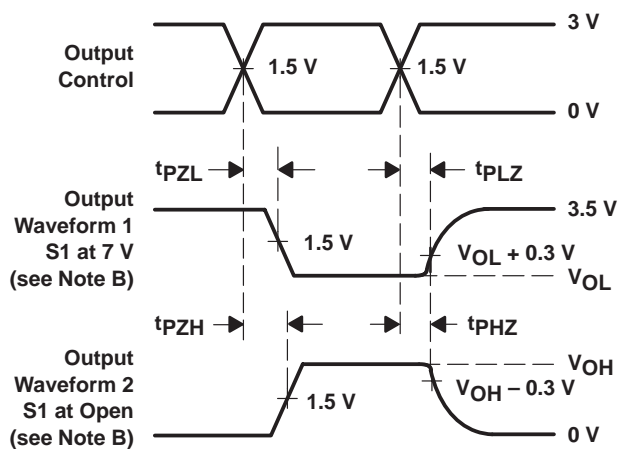 3 V
Output
Control
1.5 V
1.5 V
0 V
tPZL
tPLZ
Output
Waveform 1
S1 at 7 V
(see Note B)
3.5 V
1.5 V
VOL + 0.3 V
VOL
tPZH
tPHZ
Output
Waveform 2
S1 at Open
(see Note B)
VOH
VOH – 0.3 V
1.5 V
0 V